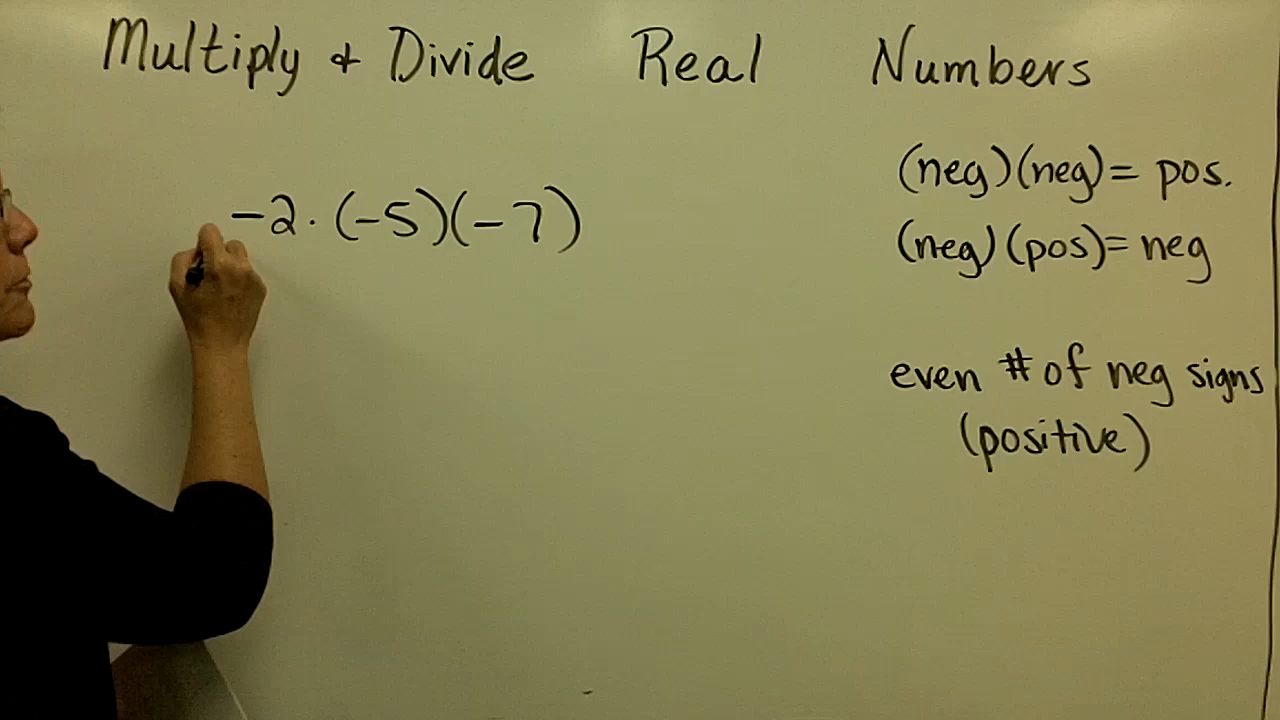 Multiply + Divide Real Numbers
-2 · (-5)(-7)
(neg)(neg)= pos.
(neg)(pos)= neg
even # of neg signs
(positive)